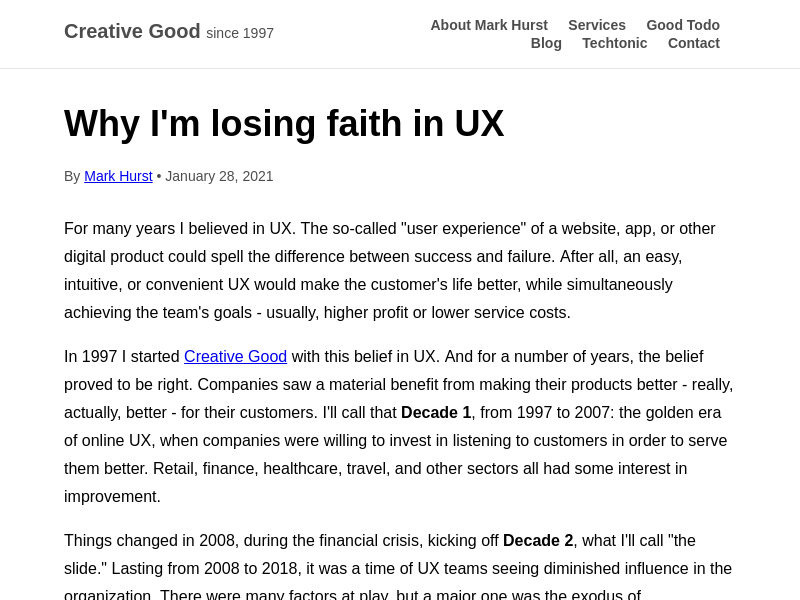 Creative Good since 1997
About Mark Hurst Services Good Todo
Blog Techtonic Contact
Why I'm losing faith in UX
By Mark Hurst • January 28, 2021
For many years I believed in UX. The so-called "user experience" of a website, app, or other
digital product could spell the difference between success and failure. After all, an easy,
intuitive, or convenient UX would make the customer's life better, while simultaneously
achieving the team's goals - usually, higher profit or lower service costs.
In 1997 I started Creative Good with this belief in UX. And for a number of years, the belief
proved to be right. Companies saw a material benefit from making their products better - really,
actually, better - for their customers. I'll call that Decade 1, from 1997 to 2007: the golden era
of online UX, when companies were willing to invest in listening to customers in order to serve
them better. Retail, finance, healthcare, travel, and other sectors all had some interest in
improvement.
Things changed in 2008, during the financial crisis, kicking off Decade 2, what I'll call "the
slide." Lasting from 2008 to 2018, it was a time of UX teams seeing diminished influence in the
organization. There were many factors at play, but a major one was the exodus of